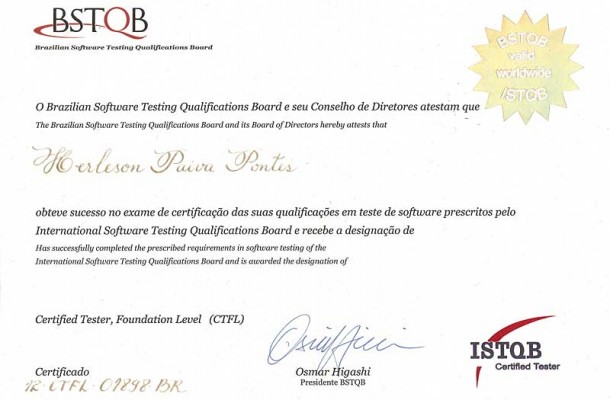 BSTQB
Brazilian Software Testing Qualifications Board
BSTQB
valid
worldwide
ISTQB
O Brazilian Software Testing Qualifications Board e seu Conselho de Diretores atestam que
The Brazilian Software Testing Qualifications Board and its Board of Directors hereby attests that
Herleson Paiva Pontes
obteve sucesso no exame de certificação das suas qualificações em teste de software prescritos pelo
International Software Testing Qualifications Board e recebe a designação de
Has successfully completed the prescribed requirements in software testing of the
International Software Testing Qualifications Board and is awarded the designation of
Certified Tester, Foundation Level (CTFL)
ISTQB
Certified Tester
Certificado
Osmar Higashi
12-CTFL-01898-BR
Presidente BSTQB